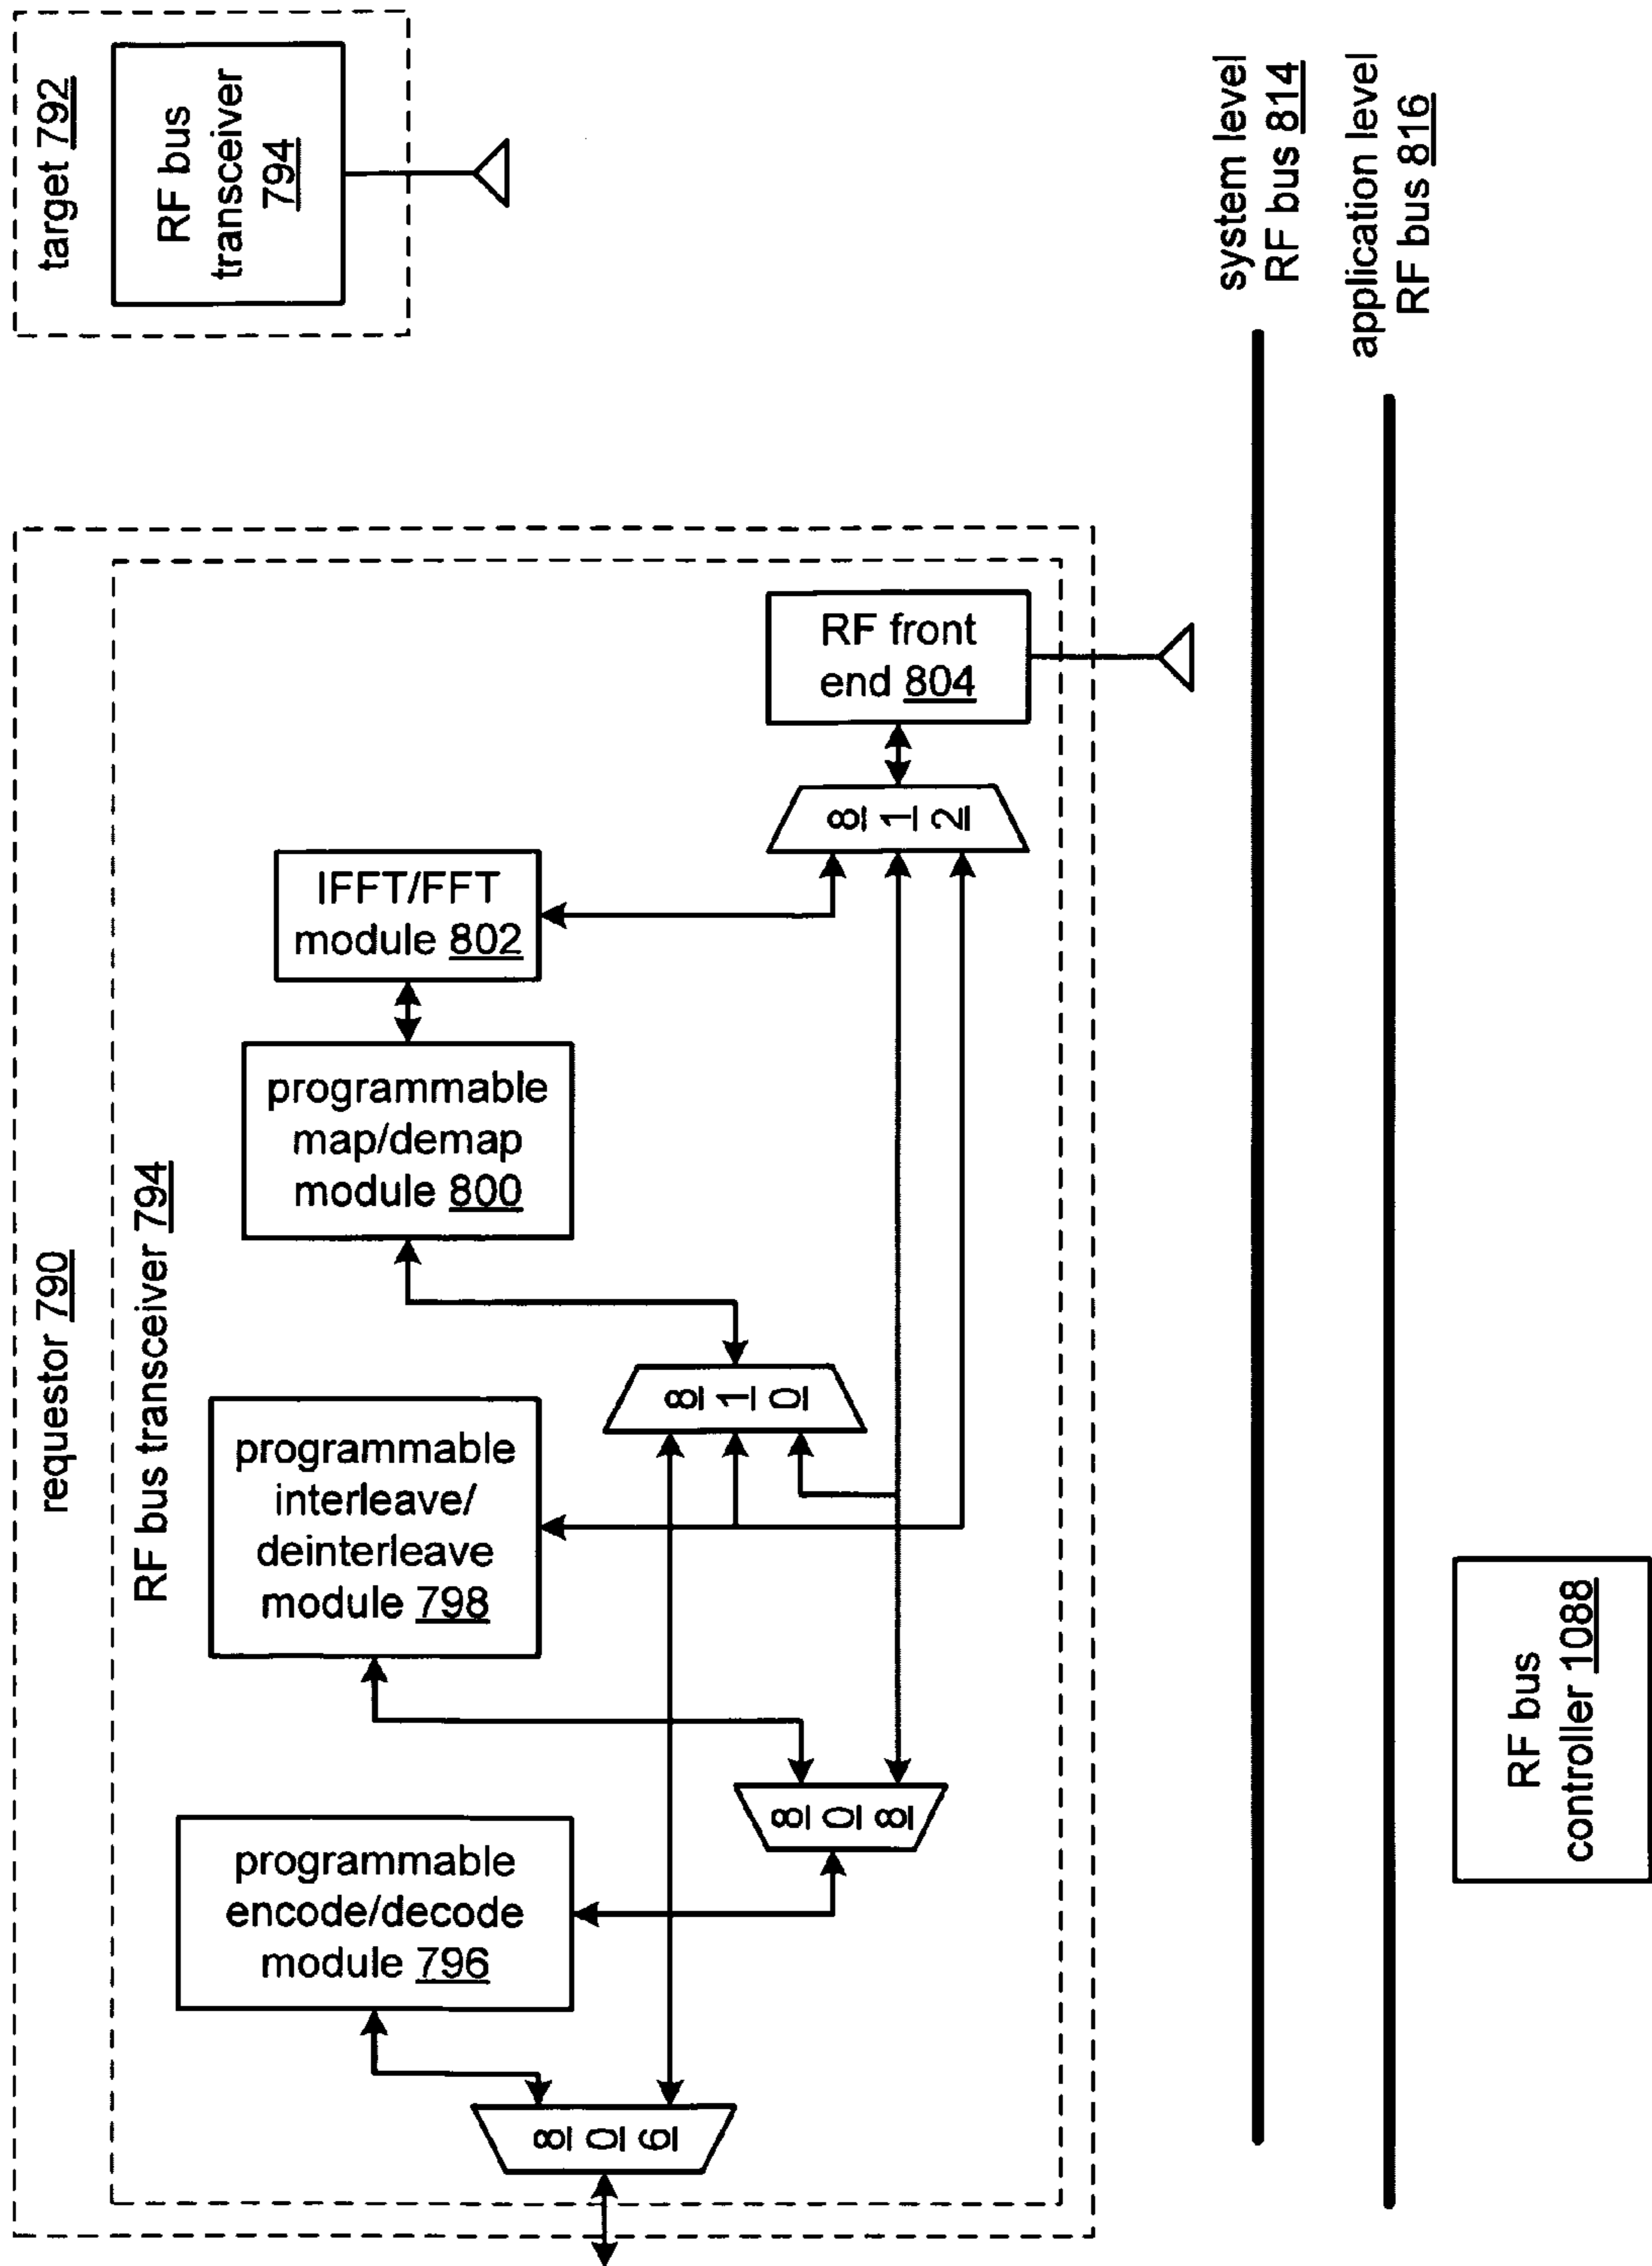 requestor 790
RF bus transceiver 794
programmable
encode/decode
module 796
programmable
interleave/
deinterleave
module 798
programmable
map/demap
module 800
IFFT/FFT
module 802
RF front
end 804
806
808
810
812
target 792
RF bus
transceiver
794
system level
RF bus 814
application level
RF bus 816
RF bus
controller 1088